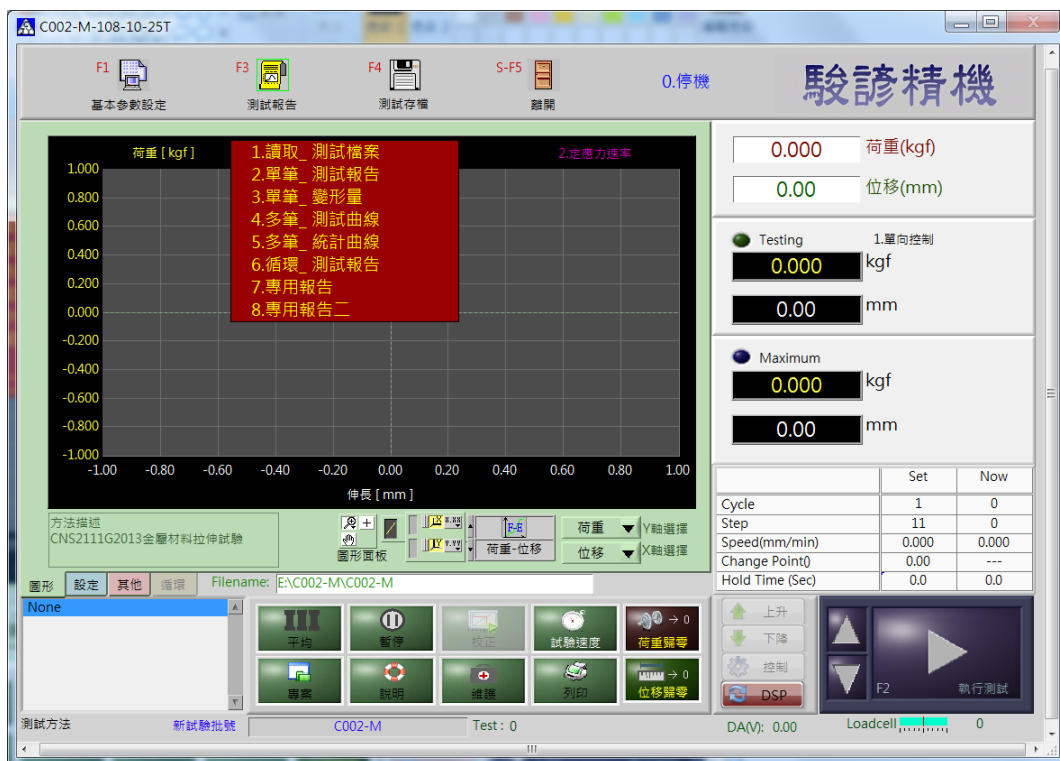 C002-M-108-10-25T
F1 F3 F4 S-F5
基本參數設定 測試報告 測試存檔 離開
0.停機
駿諺精機
荷重 [ kgf ]
2.定應力速率
1.讀取_ 測試檔案
2.單筆_ 測試報告
3.單筆_ 變形量
4.多筆_ 測試曲線
5.多筆_ 統計曲線
6.循環_ 測試報告
7.專用報告
8.專用報告二
1.000
0.800
0.600
0.400
0.200
0.000
-0.200
-0.400
-0.600
-0.800
-1.000
-1.00 -0.80 -0.60 -0.40 -0.20 0.00 0.20 0.40 0.60 0.80 1.00
伸長 [ mm ]
0.000 荷重(kgf)
0.00 位移(mm)
Testing 1.單向控制
0.000 kgf
0.00 mm
Maximum
0.000 kgf
0.00 mm
方法描述
CNS2111G2013金屬材料拉伸試驗
圖形面板
X X.XX
Y Y.YY
F-E
荷重-位移
荷重 Y軸選擇
位移 X軸選擇
Set Now
Cycle 1 0
Step 11 0
Speed(mm/min) 0.000 0.000
Change Point() 0.00 ---
Hold Time (Sec) 0.0 0.0
圖形 設定 其他 循環
Filename: E:\C002-M\C002-M
None
平均 暫停 校正 試驗速度 → 0 荷重歸零
專案 說明 維護 列印 → 0 位移歸零
上升
下降
控制
DSP
F2 執行測試
測試方法 新試驗批號 C002-M Test : 0
DA(V): 0.00 Loadcell 0